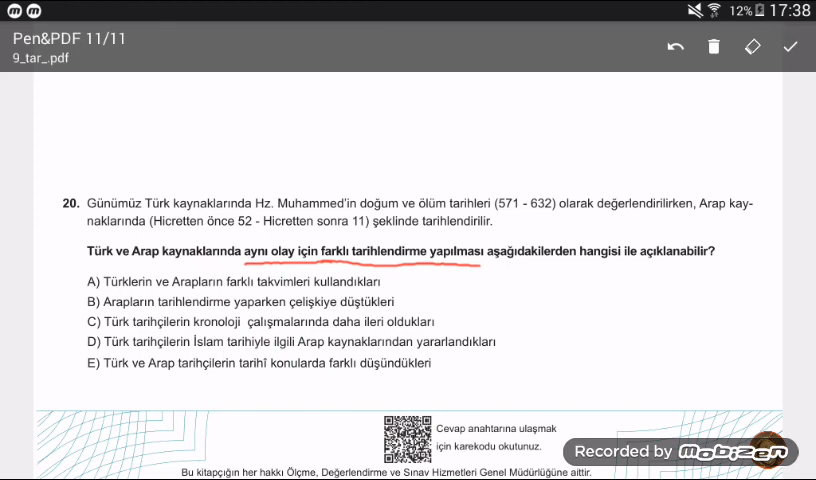 12% 17:38
Pen&PDF 11/11
9_tar_.pdf
20. Günümüz Türk kaynaklarında Hz. Muhammed'in doğum ve ölüm tarihleri (571 - 632) olarak değerlendirilirken, Arap kay-
naklarında (Hicretten önce 52 - Hicretten sonra 11) şeklinde tarihlendirilir.
Türk ve Arap kaynaklarında aynı olay için farklı tarihlendirme yapılması aşağıdakilerden hangisi ile açıklanabilir?
A) Türklerin ve Arapların farklı takvimleri kullandıkları
B) Arapların tarihlendirme yaparken çelişkiye düştükleri
C) Türk tarihçilerin kronoloji çalışmalarında daha ileri oldukları
D) Türk tarihçilerin İslam tarihiyle ilgili Arap kaynaklarından yararlandıkları
E) Türk ve Arap tarihçilerin tarihî konularda farklı düşündükleri
Cevap anahtarına ulaşmak
için karekodu okutunuz.
Recorded by mobizen
Bu kitapçığın her hakkı Ölçme, Değerlendirme ve Sınav Hizmetleri Genel Müdürlüğüne aittir.